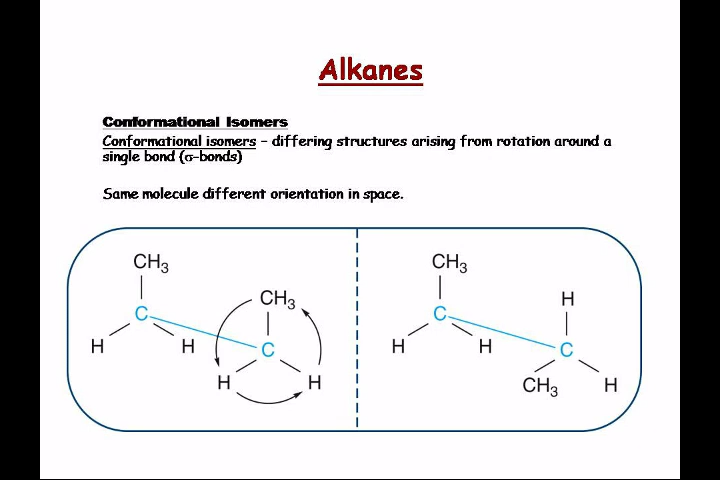 Alkanes
Conformational Isomers
Conformational isomers – differing structures arising from rotation around a
single bond (σ-bonds)
Same molecule different orientation in space.
CH₃
CH₃
C
H
H
C
H
H
CH₃
H
C
H
H
C
CH₃
H